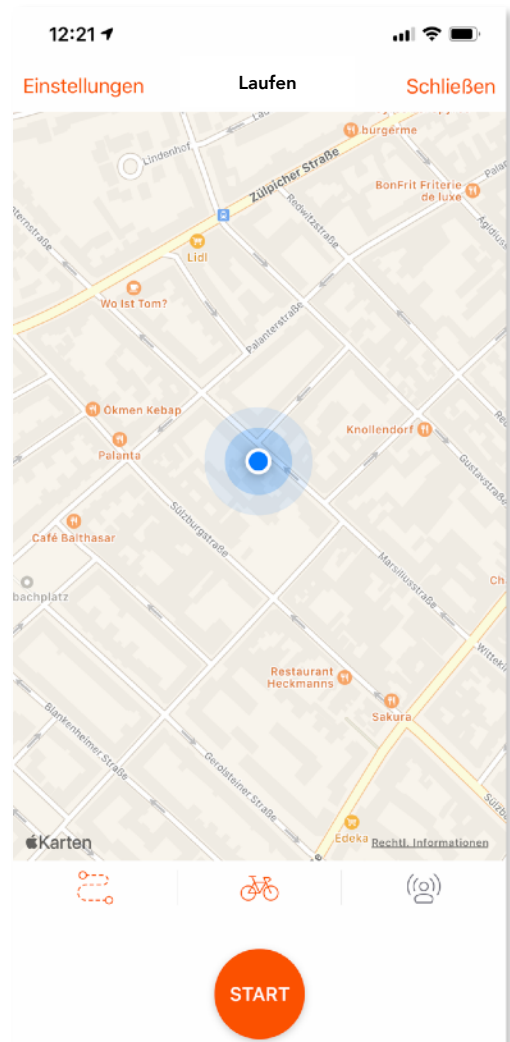 12:21
Einstellungen
Laufen
Schließen
bürgerme
Lindenhof
Zülpicher Straße
BonFrit Friterie
de luxe
Redwitzstraße
Lidl
Wo Ist Tom?
Palanterstraße
Ökmen Kebap
Palanta
Knollendorf
Gustavstraße
Sülzburgstraße
Café Balthasar
Marsiliusstraße
bachplatz
Ch
Restaurant
Heckmanns
Sakura
Blankenheimer Straße
Gerolsteiner Straße
Edeka
Karten
Rechtl. Informationen
START